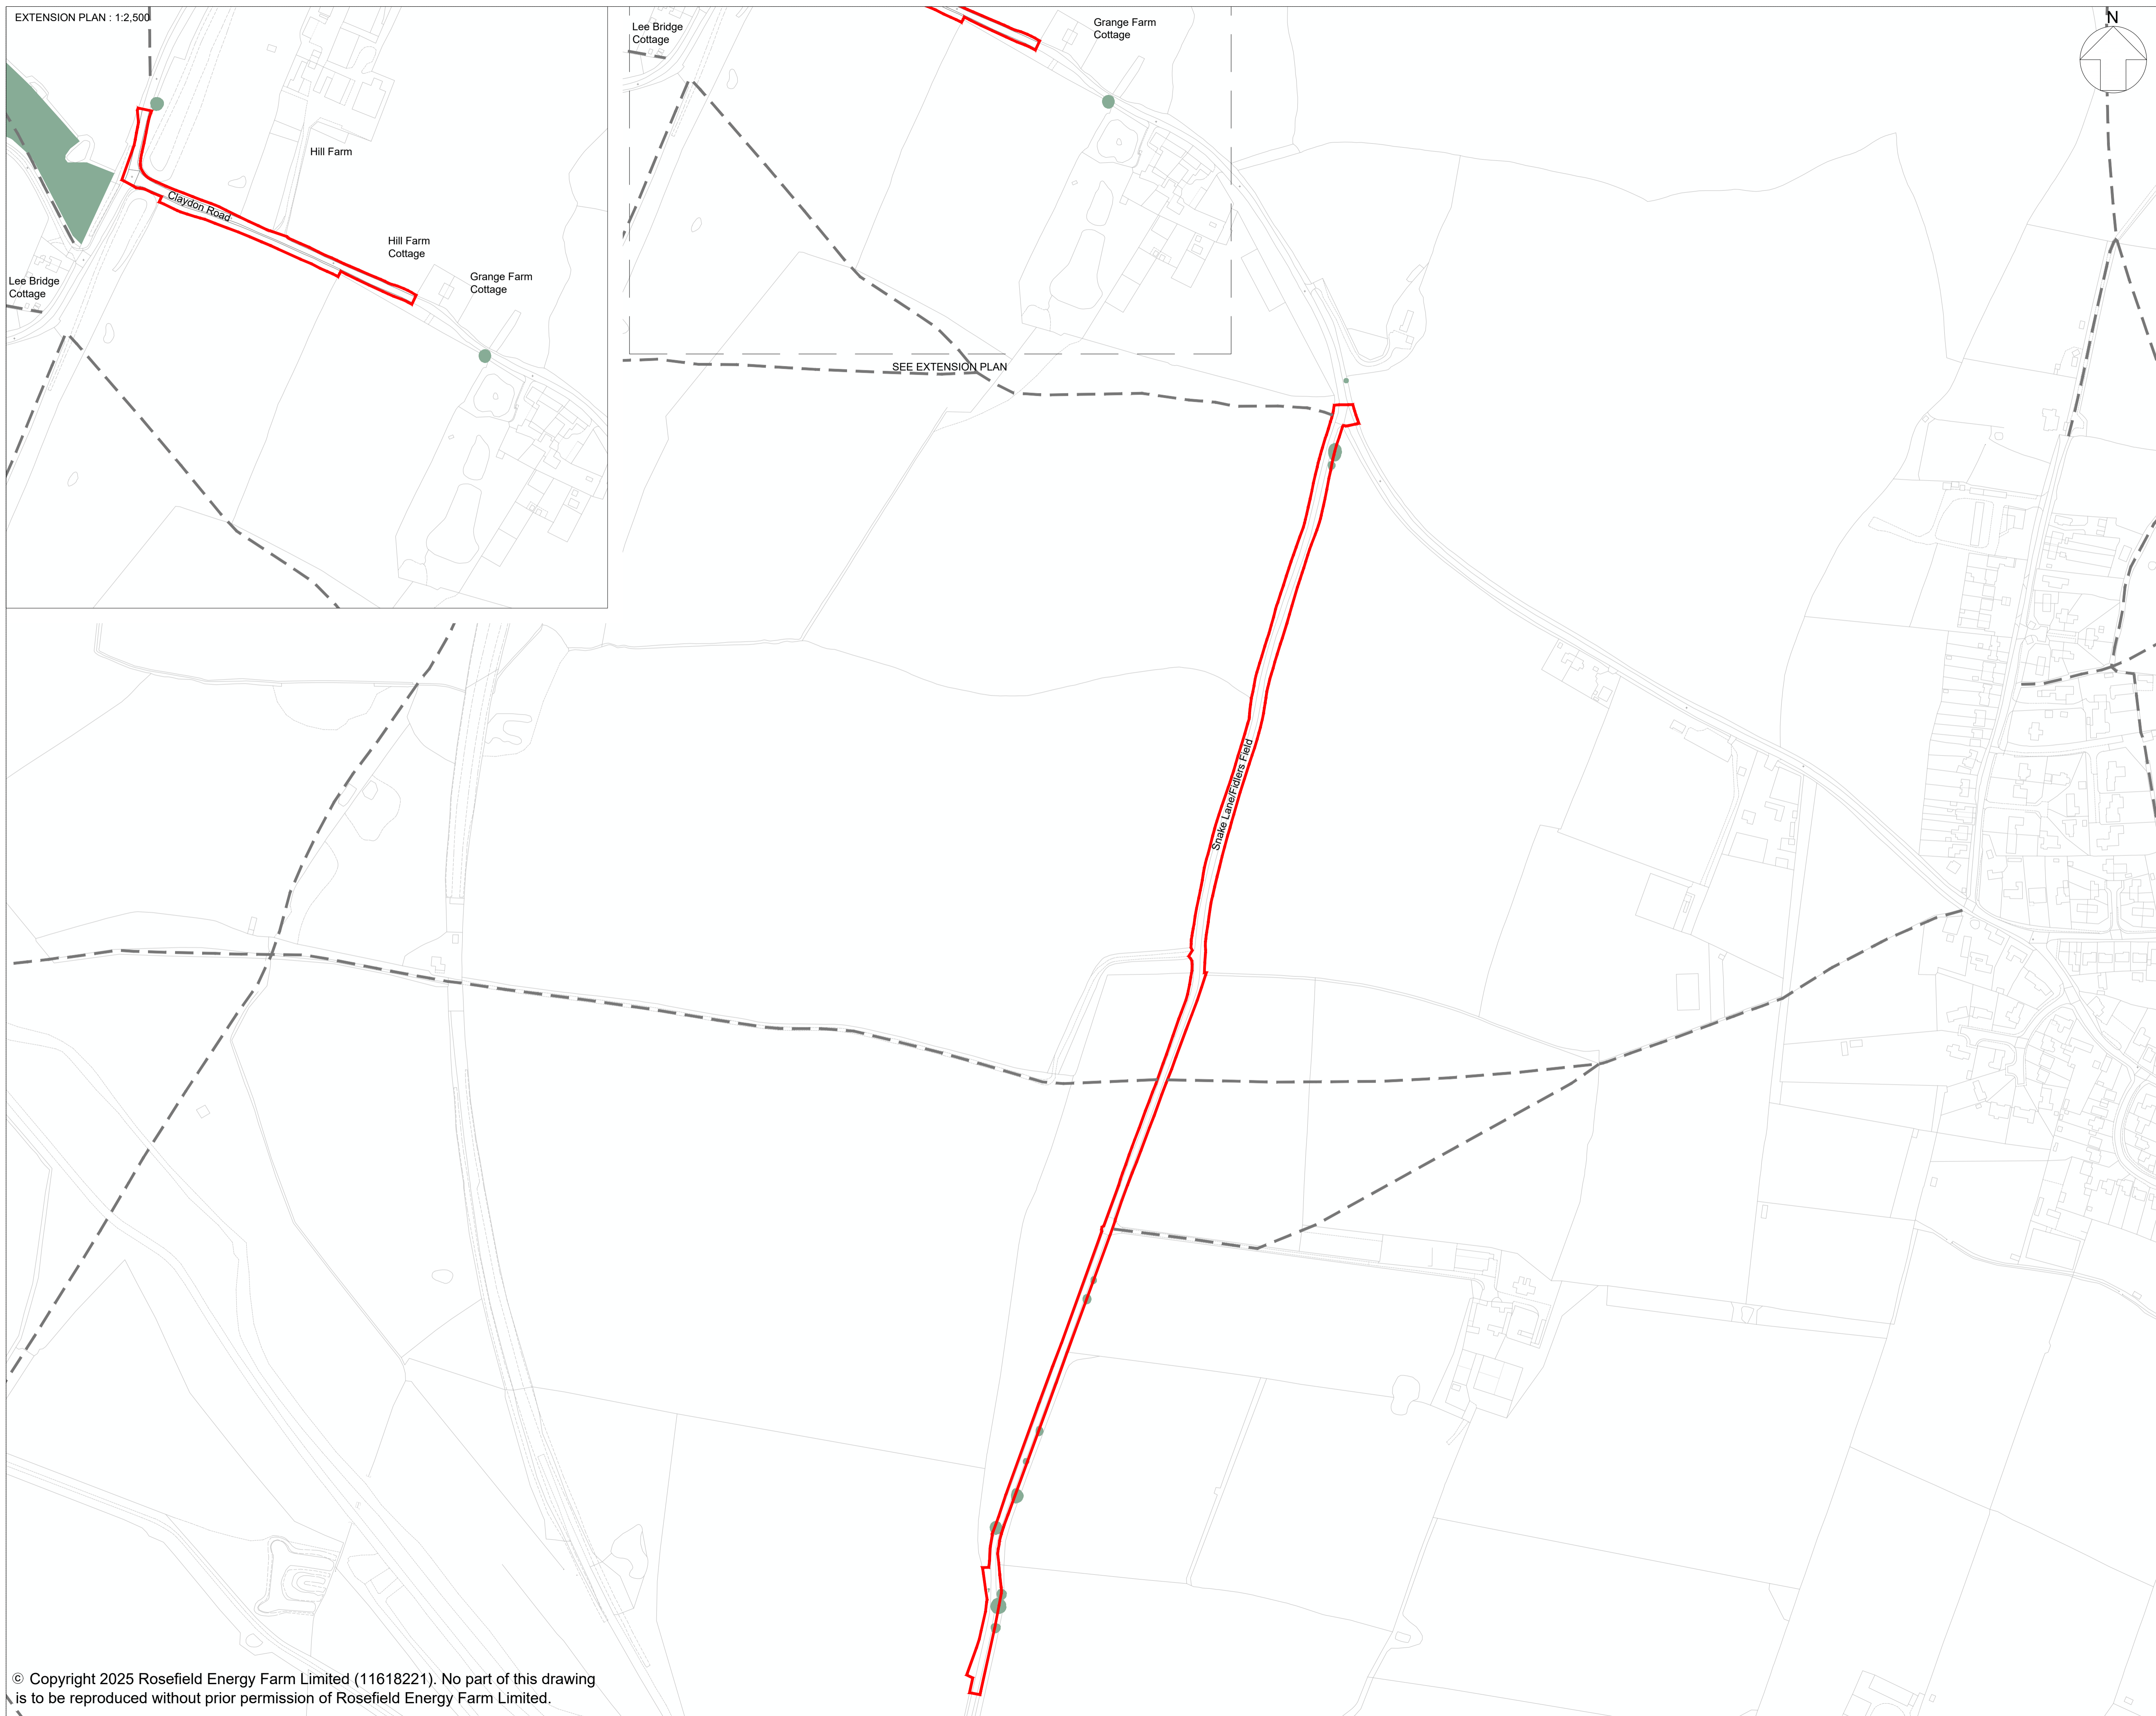 EXTENSION PLAN : 1:2,500
Lee Bridge
Cottage
Grange Farm
Cottage
N
Hill Farm
Claydon Road
Hill Farm
Cottage
Grange Farm
Cottage
Lee Bridge
Cottage
SEE EXTENSION PLAN
Snake Lane/Fidlers Field
© Copyright 2025 Rosefield Energy Farm Limited (11618221). No part of this drawing
is to be reproduced without prior permission of Rosefield Energy Farm Limited.